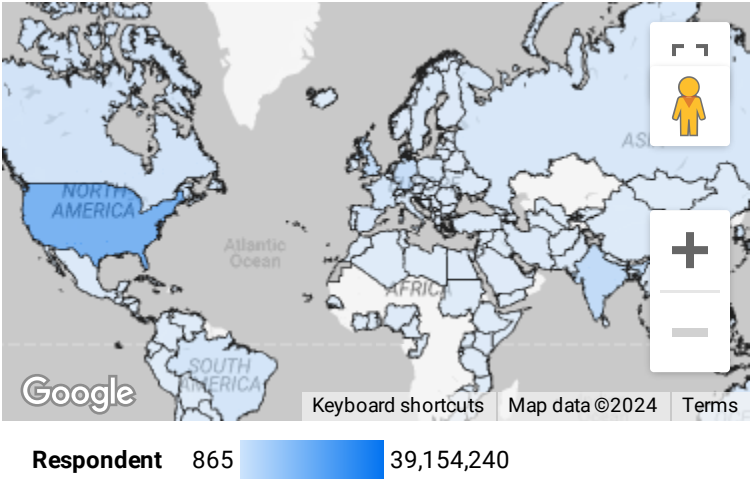 NORTH
AMERICA
ASI
Atlantic
Ocean
AFRICA
SOUTH
AMERICA
Google
Keyboard shortcuts
Map data ©2024
Terms
Respondent 865 39,154,240